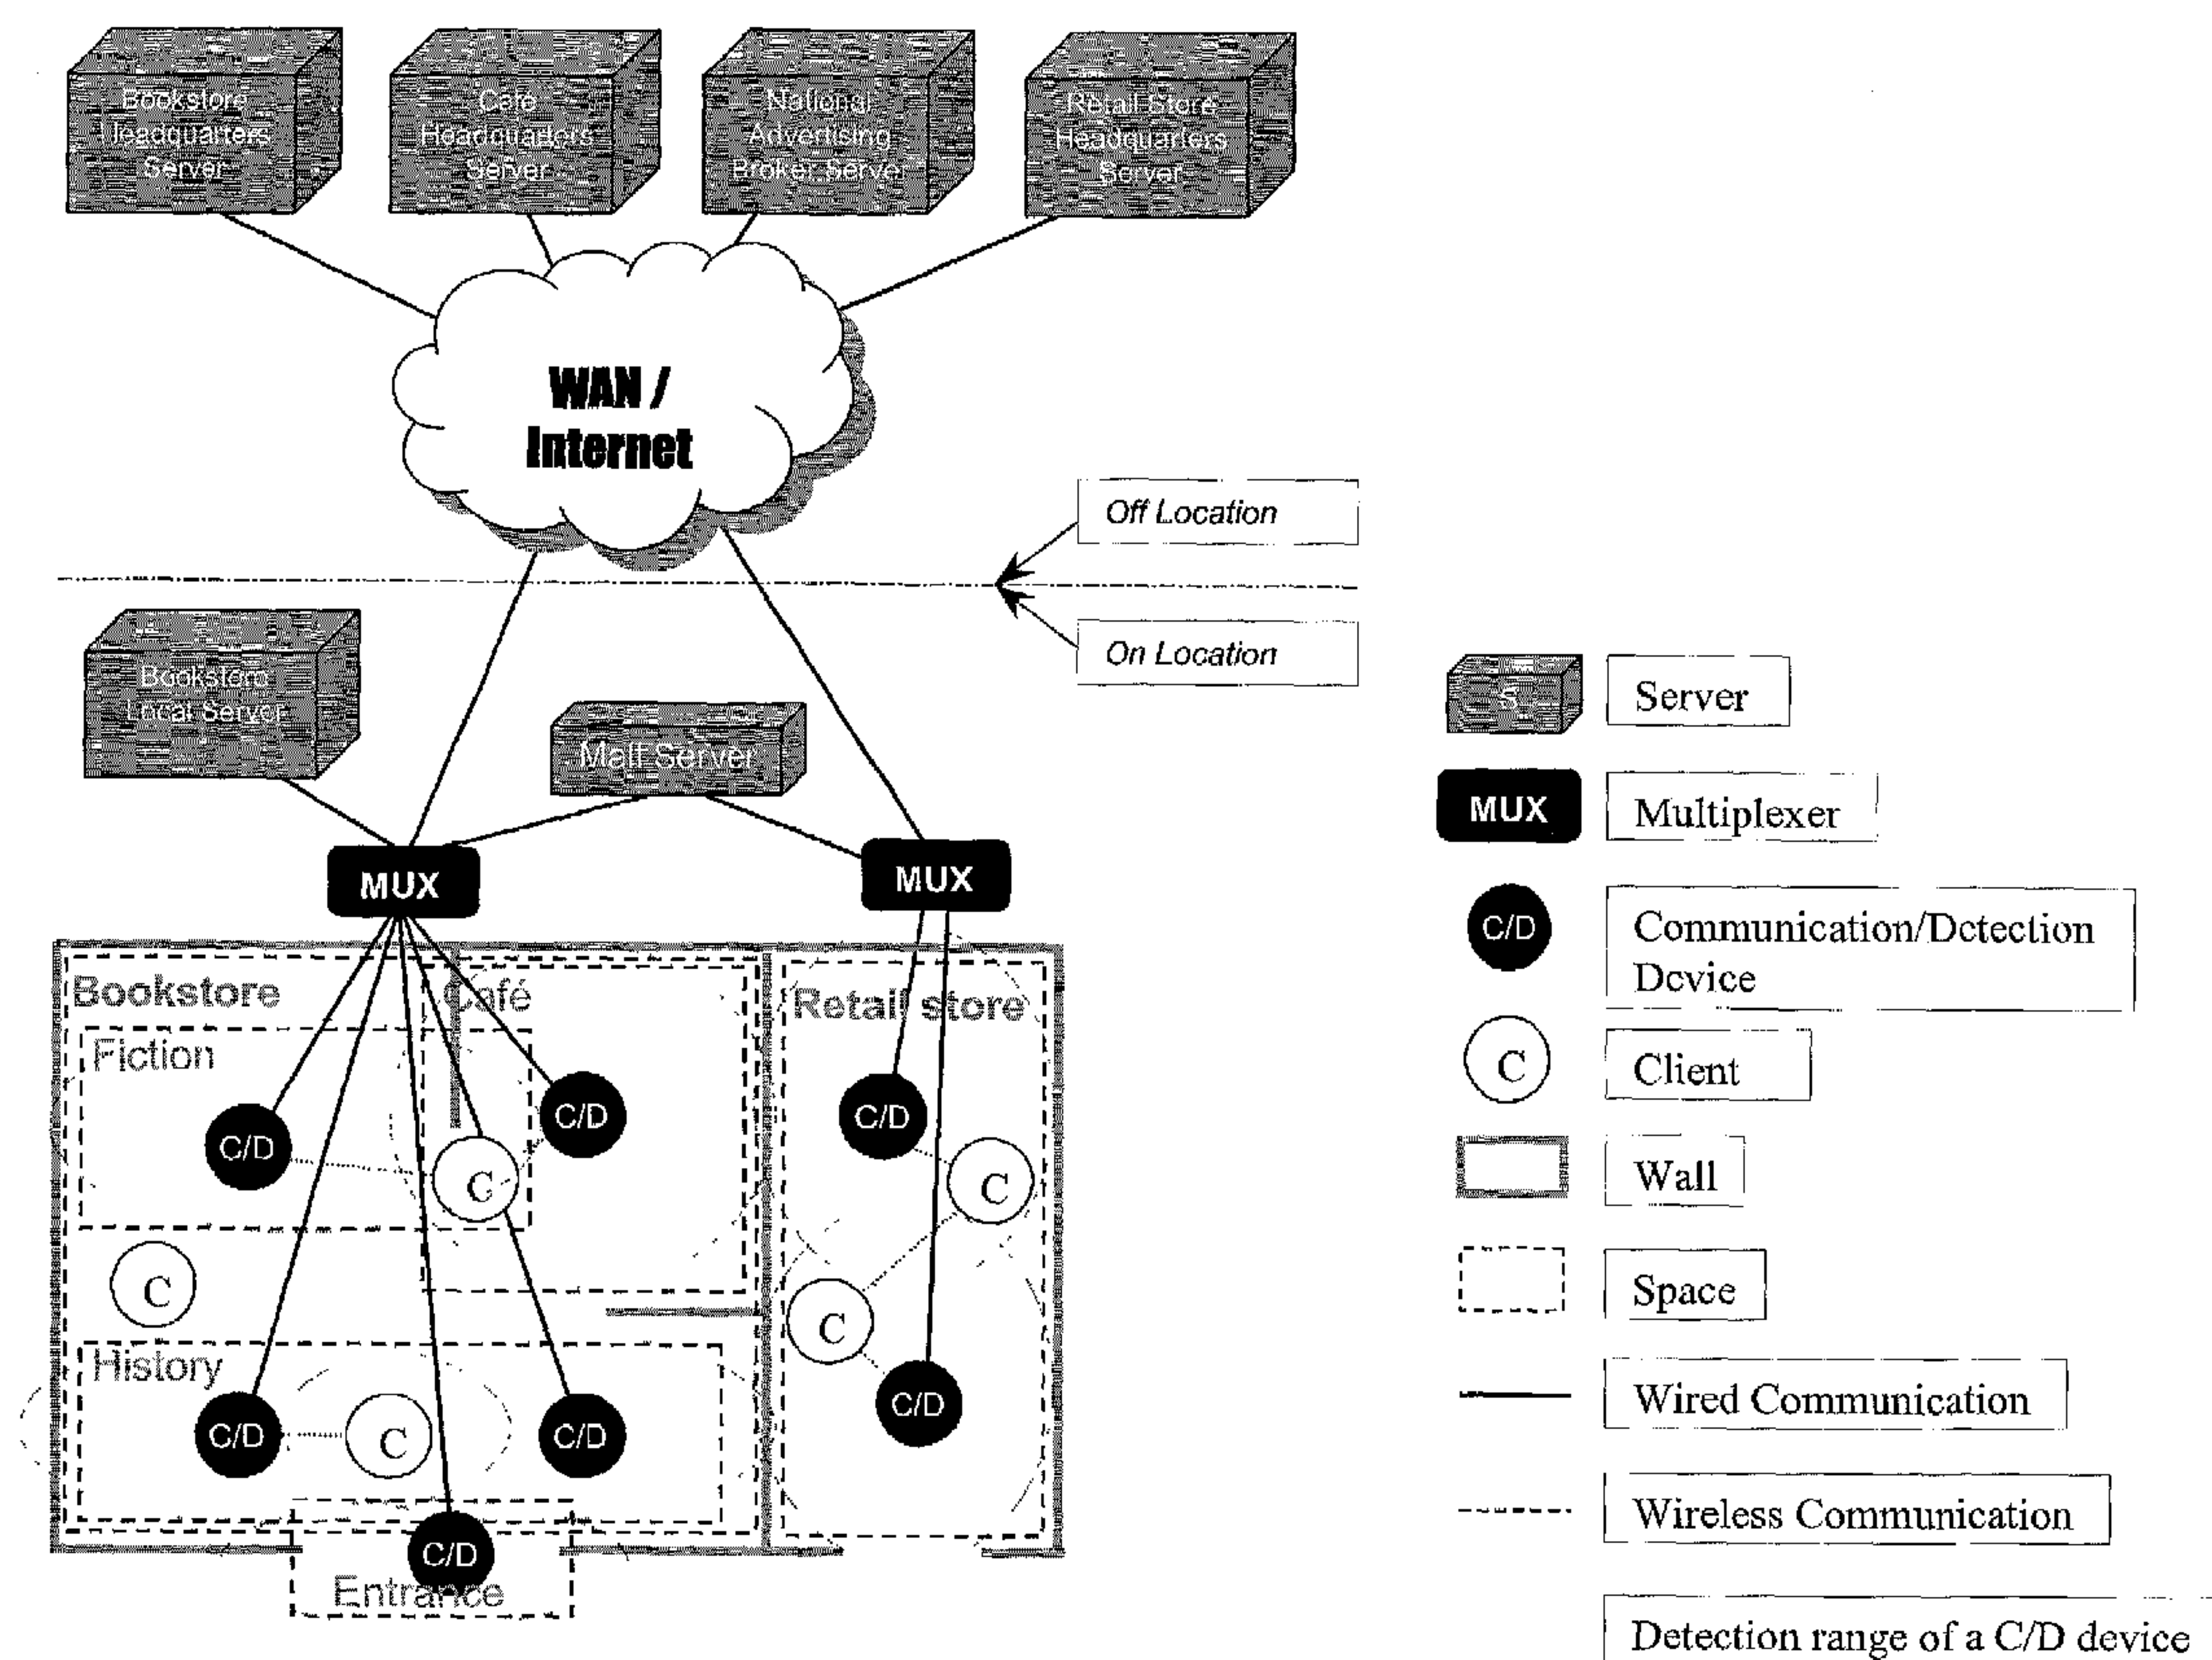 Bookstore
Headquarters
Server
Café
Headquarters
Server
National
Advertising
Broker Server
Retail Store
Headquarters
Server
WAN /
Internet
Off Location
On Location
Bookstore
Local Server
Mall Server
MUX
MUX
Bookstore
Café
Retail store
Fiction
C/D
C/D
C/D
C
C
C
C
History
C/D
C
C/D
C/D
C/D
Entrance
S
Server
MUX
Multiplexer
C/D
Communication/Detection
Device
C
Client
Wall
Space
Wired Communication
Wireless Communication
Detection range of a C/D device